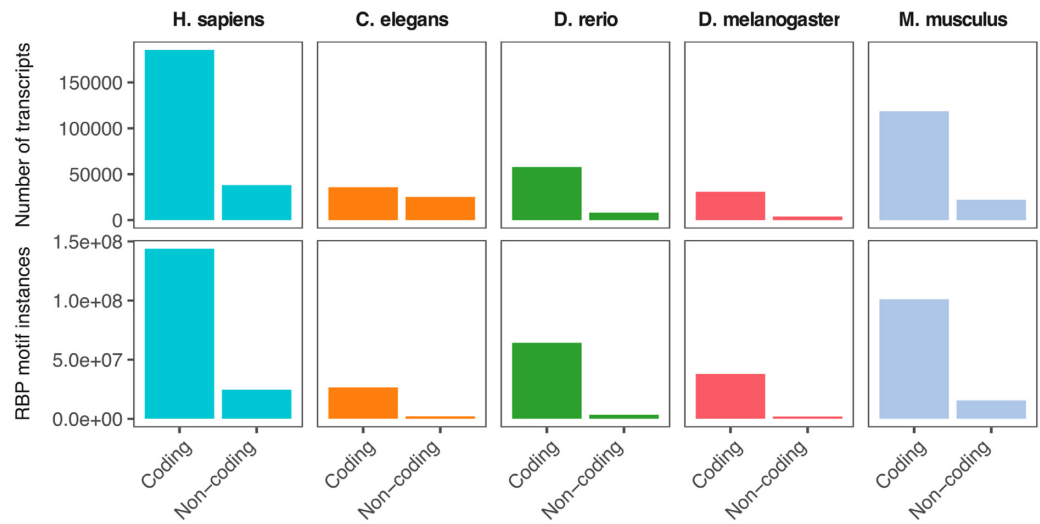 H. sapiens
C. elegans
D. rerio
D. melanogaster
M. musculus
Number of transcripts
150000
100000
50000
0
RBP motif instances
1.5e+08
1.0e+08
5.0e+07
0.0e+00
Coding
Non−coding
Coding
Non−coding
Coding
Non−coding
Coding
Non−coding
Coding
Non−coding